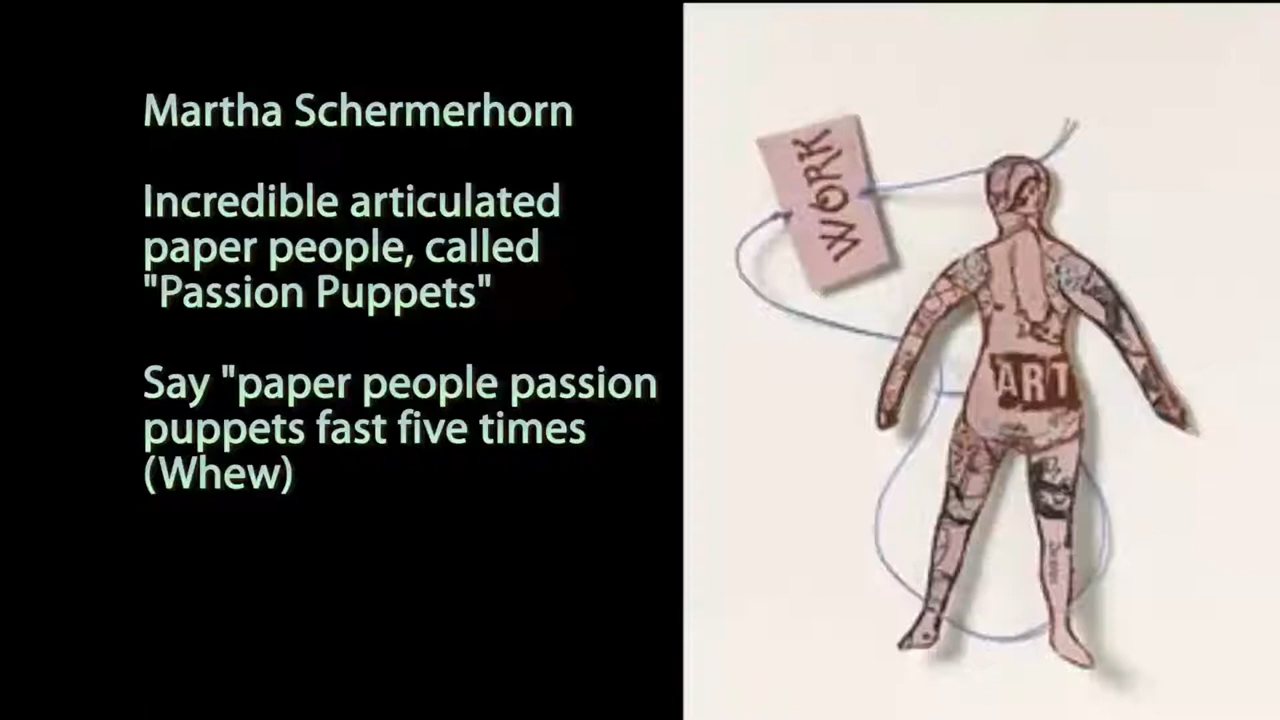 Martha Schermerhorn
Incredible articulated
paper people, called
"Passion Puppets"
Say "paper people passion
puppets fast five times
(Whew)
WORK
ART